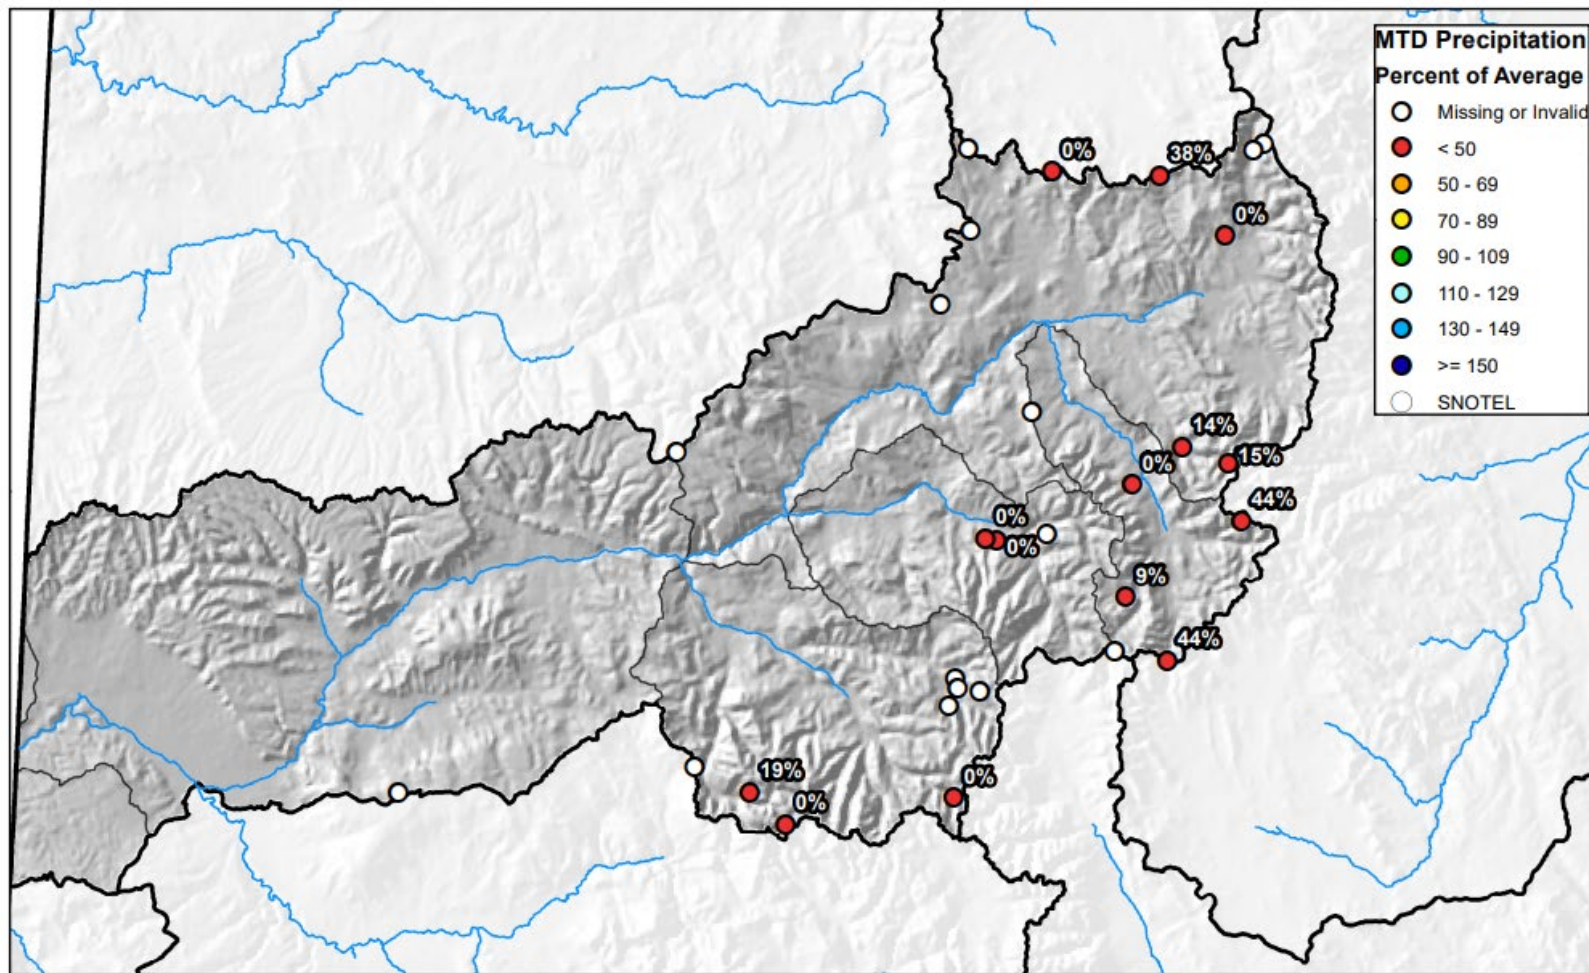 MTD Precipitation
Percent of Average
Missing or Invalid
< 50
50 - 69
70 - 89
90 - 109
110 - 129
130 - 149
>= 150
SNOTEL
0%
38%
0%
14%
15%
0%
44%
0%
0%
9%
44%
19%
0%
0%